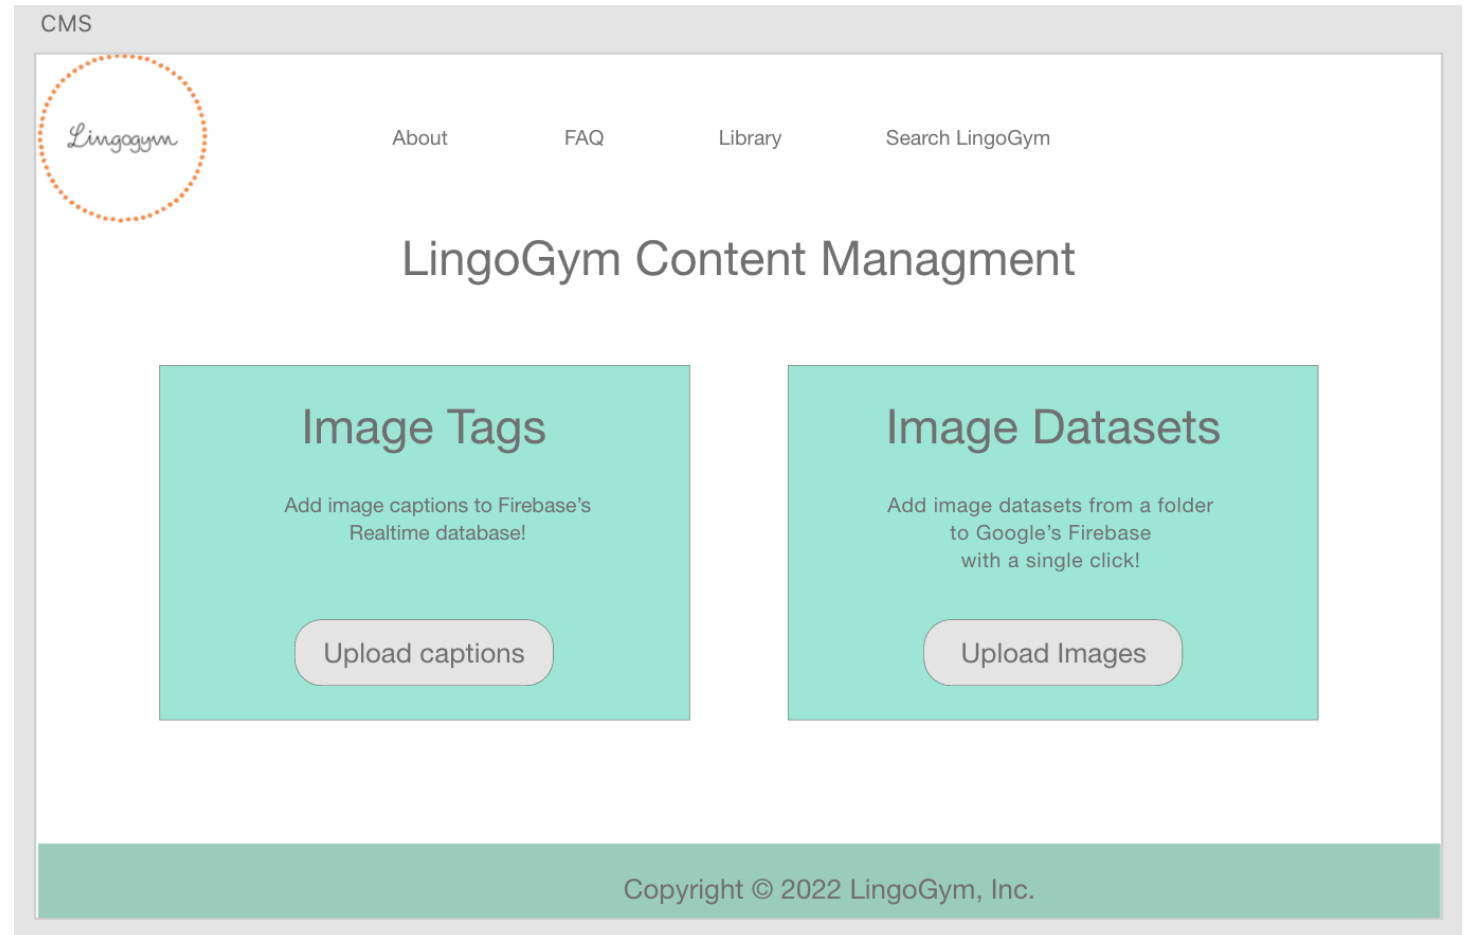 CMS
Lingogym
About FAQ Library Search LingoGym
LingoGym Content Managment
Image Tags
Add image captions to Firebase’s
Realtime database!
Upload captions
Image Datasets
Add image datasets from a folder
to Google’s Firebase
with a single click!
Upload Images
Copyright © 2022 LingoGym, Inc.